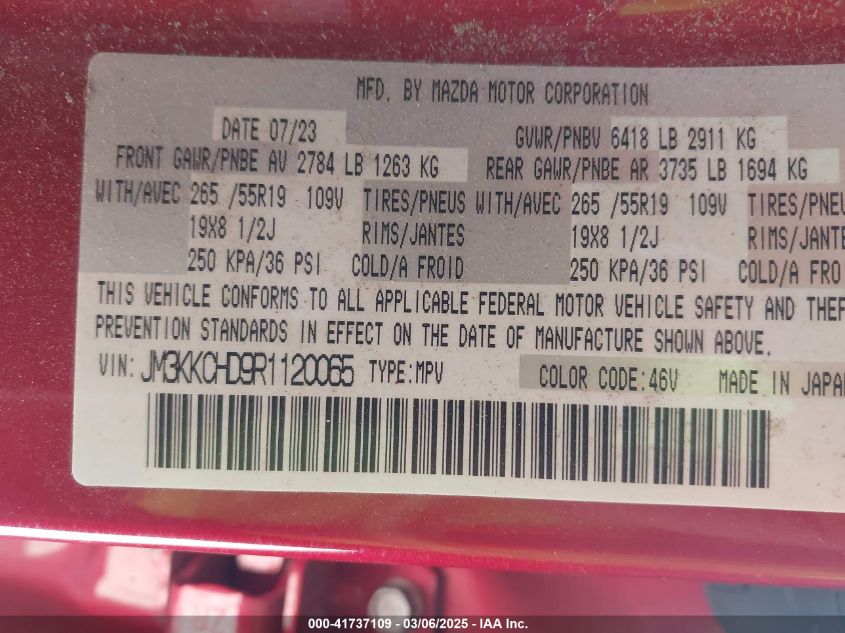 MFD. BY MAZDA MOTOR CORPORATION
DATE 07/23 GVWR/PNBV 6418 LB 2911 KG
FRONT GAWR/PNBE AV 2784 LB 1263 KG REAR GAWR/PNBE AR 3735 LB 1694 KG
WITH/AVEC 265 /55R19 109V TIRES/PNEUS WITH/AVEC 265 /55R19 109V TIRES/PNEU
19X8 1/2J RIMS/JANTES 19X8 1/2J RIMS/JANTE
250 KPA/36 PSI COLD/A FROID 250 KPA/36 PSI COLD/A FRO
THIS VEHICLE CONFORMS TO ALL APPLICABLE FEDERAL MOTOR VEHICLE SAFETY AND THEF
PREVENTION STANDARDS IN EFFECT ON THE DATE OF MANUFACTURE SHOWN ABOVE.
VIN: JM3KKCHD9R1120065 TYPE:MPV COLOR CODE:46V MADE IN JAPAN
000-41737109 — 03/06/2025 — IAA Inc.